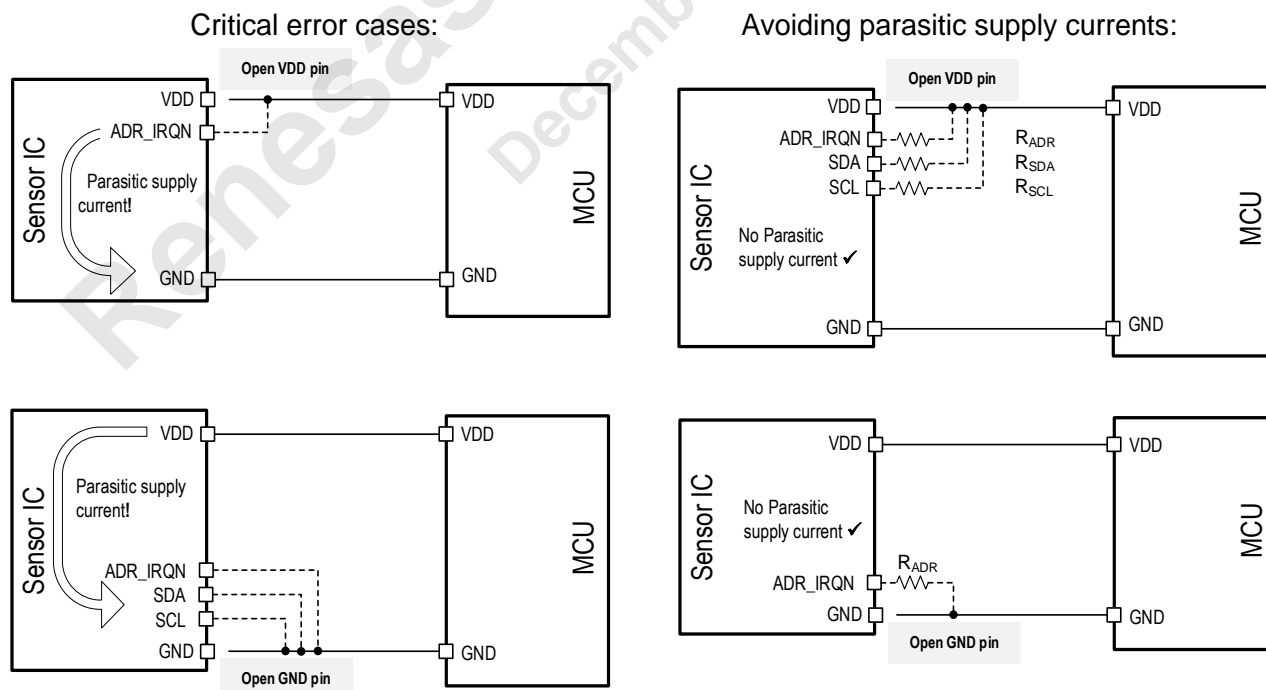 Critical error cases:
Avoiding parasitic supply currents:
Open VDD pin
VDD
ADR_IRQN
Parasitic supply
current!
Sensor IC
GND
VDD
GND
MCU
Open VDD pin
VDD
ADR_IRQN
SDA
SCL
RADR
RSDA
RSCL
No Parasitic
supply current ✓
Sensor IC
GND
VDD
GND
MCU
VDD
Parasitic supply
current!
Sensor IC
ADR_IRQN
SDA
SCL
GND
Open GND pin
VDD
GND
MCU
VDD
No Parasitic
supply current ✓
Sensor IC
RADR
ADR_IRQN
GND
Open GND pin
VDD
GND
MCU
Renesas
Decemb